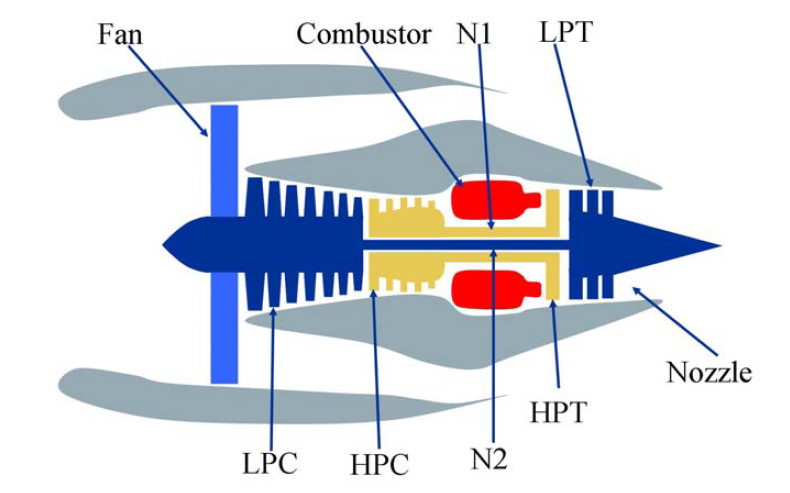 Fan
Combustor
N1
LPT
Nozzle
HPT
LPC
HPC
N2